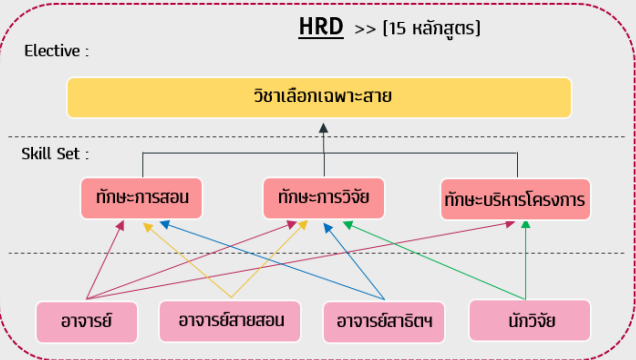 HRD >> [15 หลักสูตร]
Elective :
วิชาเลือกเฉพาะสาย
Skill Set :
ทักษะการสอน ทักษะการวิจัย ทักษะบริหารโครงการ
อาจารย์ อาจารย์สายสอน อาจารย์สาธิตฯ นักวิจัย